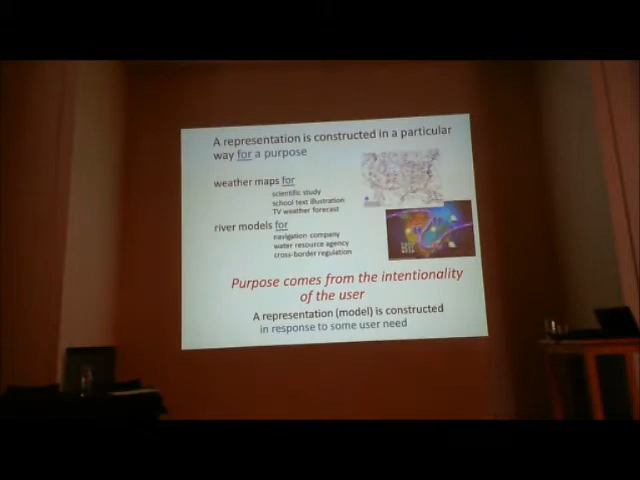 A representation is constructed in a particular
way for a purpose
weather maps for
scientific study
school text illustration
TV weather forecast
river models for
navigation company
water resource agency
cross-border regulation
Purpose comes from the intentionality
of the user
A representation (model) is constructed
in response to some user need